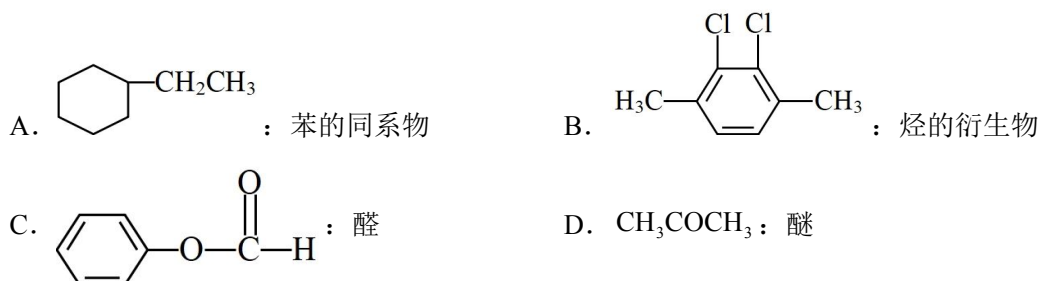 Cl Cl
CH₂CH₃
H₃C CH₃
A. : 苯的同系物 B. : 烃的衍生物
O
C. O C H : 醛 D. CH₃COCH₃: 醚